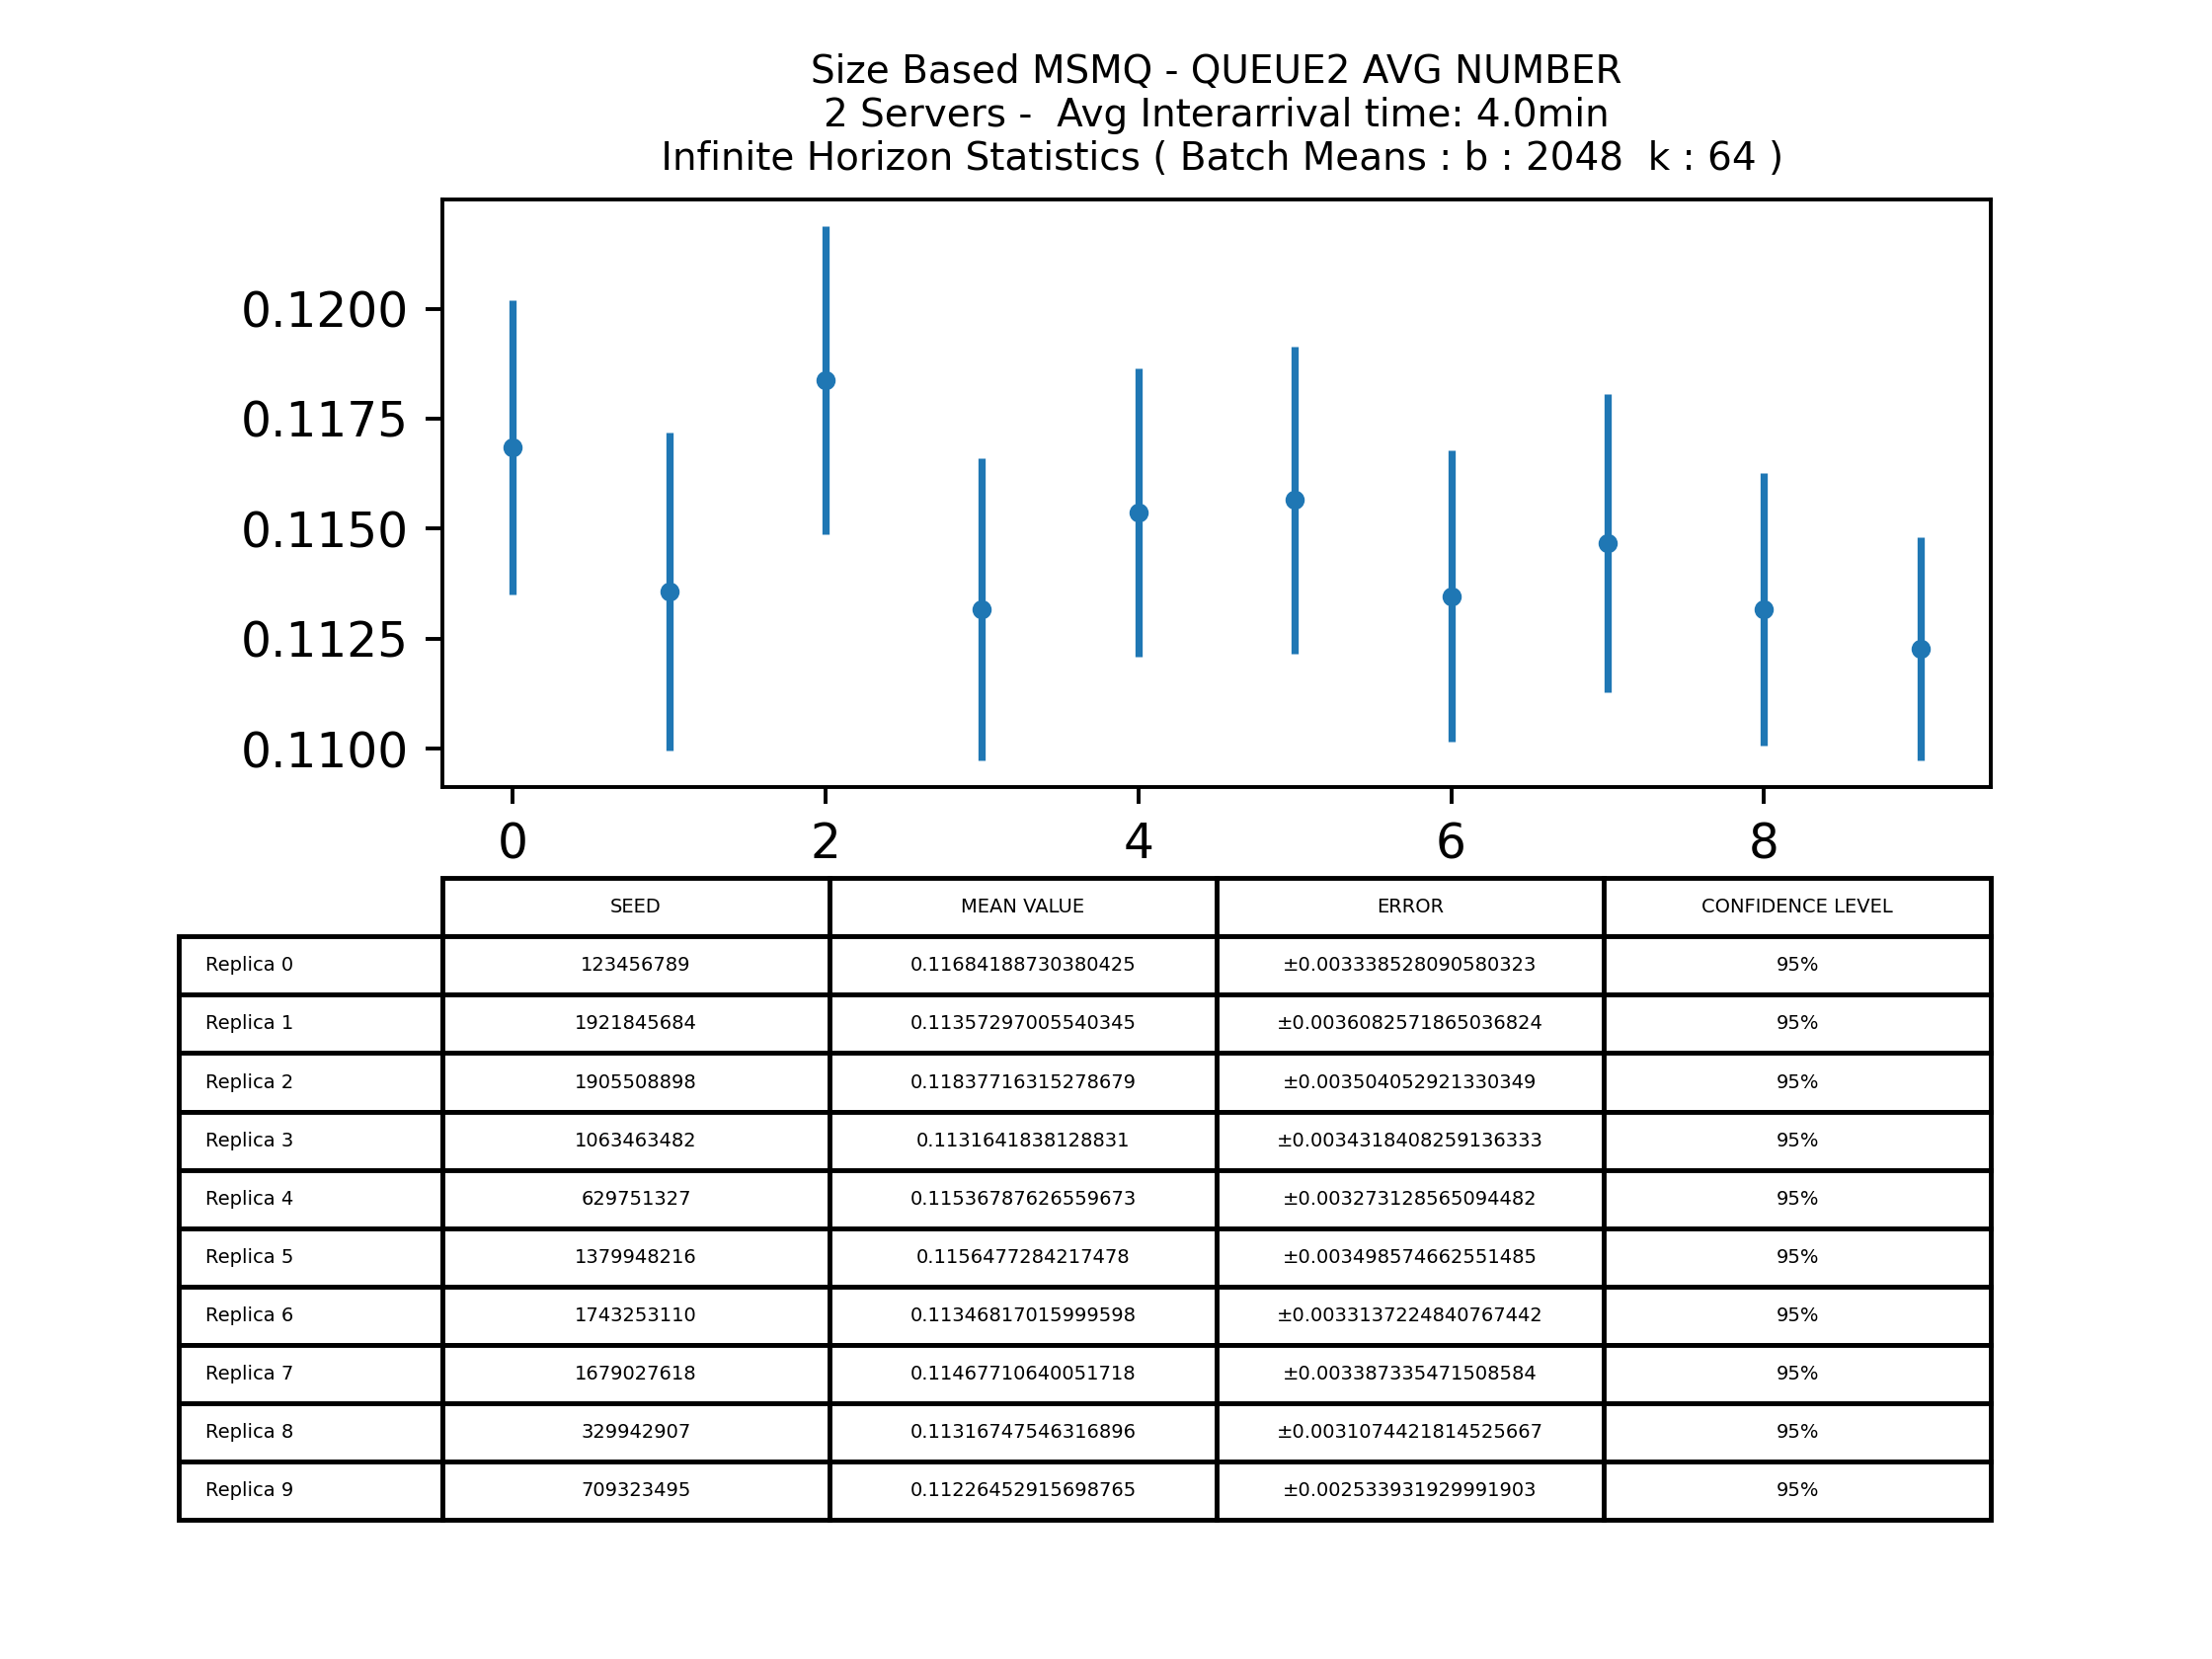 Size Based MSMQ - QUEUE2 AVG NUMBER
2 Servers -  Avg Interarrival time: 4.0min
Infinite Horizon Statistics ( Batch Means : b : 2048  k : 64 )
0.1200
0.1175
0.1150
0.1125
0.1100
0 2 4 6 8
SEED MEAN VALUE ERROR CONFIDENCE LEVEL
Replica 0 123456789 0.11684188730380425 ±0.003338528090580323 95%
Replica 1 1921845684 0.11357297005540345 ±0.0036082571865036824 95%
Replica 2 1905508898 0.11837716315278679 ±0.003504052921330349 95%
Replica 3 1063463482 0.1131641838128831 ±0.0034318408259136333 95%
Replica 4 629751327 0.11536787626559673 ±0.003273128565094482 95%
Replica 5 1379948216 0.1156477284217478 ±0.003498574662551485 95%
Replica 6 1743253110 0.11346817015999598 ±0.0033137224840767442 95%
Replica 7 1679027618 0.11467710640051718 ±0.003387335471508584 95%
Replica 8 329942907 0.11316747546316896 ±0.0031074421814525667 95%
Replica 9 709323495 0.11226452915698765 ±0.002533931929991903 95%